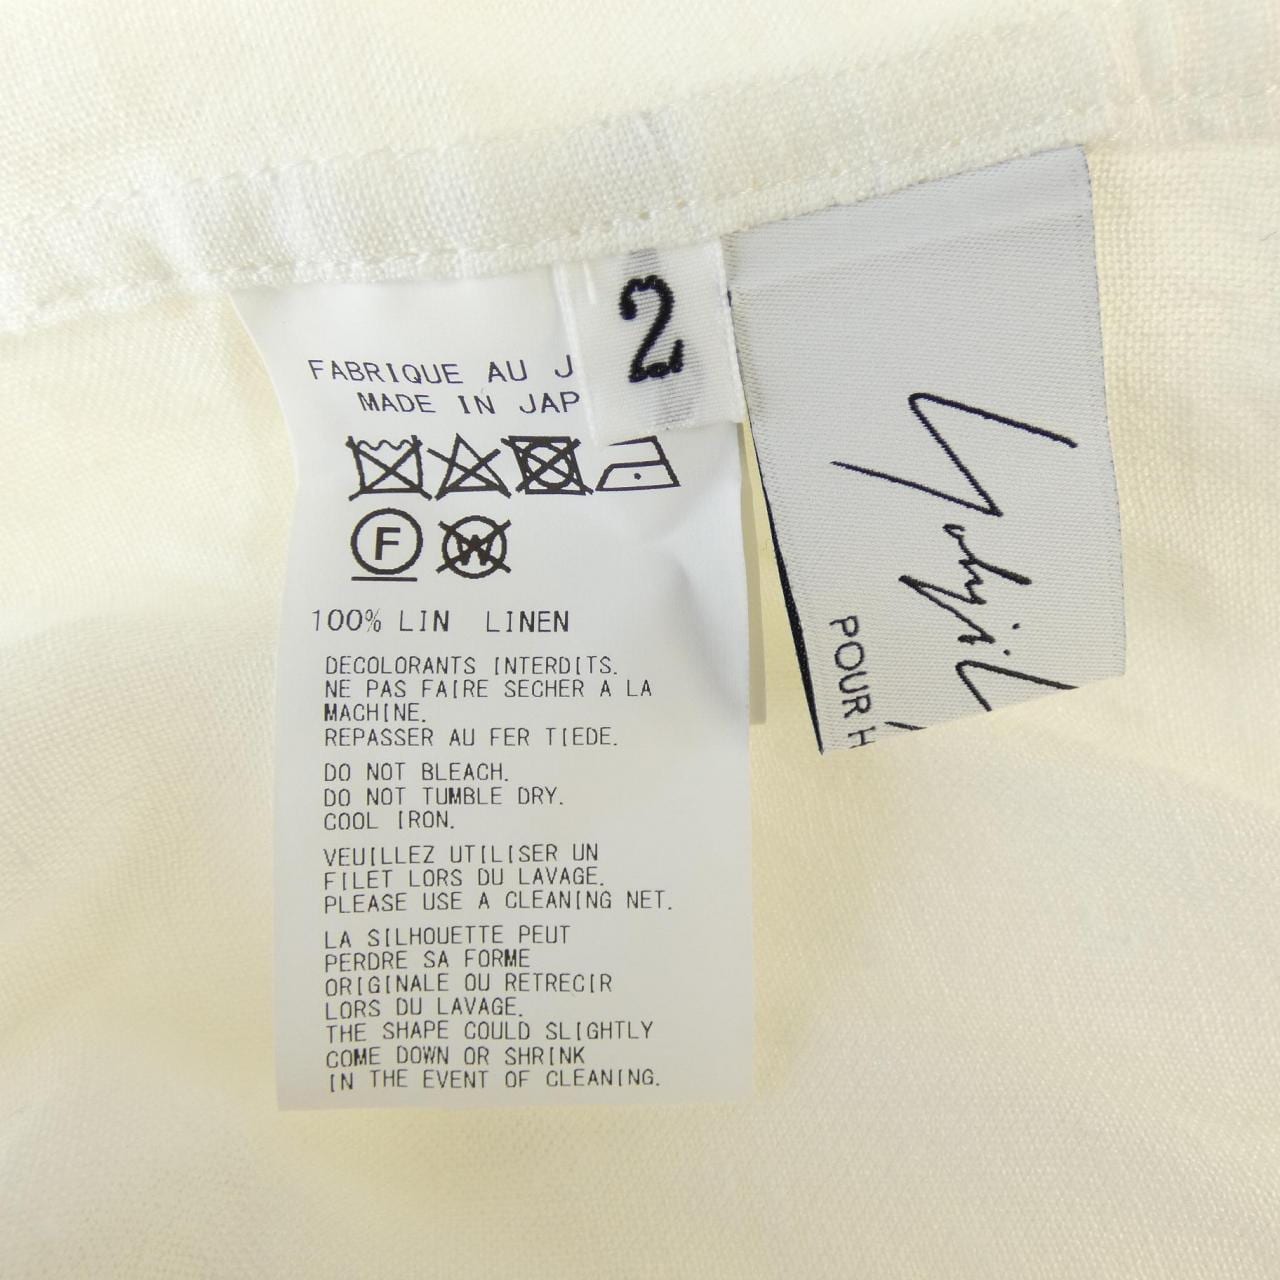 2
FABRIQUE AU J
MADE IN JAP
F
W
100% LIN LINEN
DECOLORANTS INTERDITS.
NE PAS FAIRE SECHER A LA
MACHINE.
REPASSER AU FER TIEDE.
DO NOT BLEACH.
DO NOT TUMBLE DRY.
COOL IRON.
VEUILLEZ UTILISER UN
FILET LORS DU LAVAGE.
PLEASE USE A CLEANING NET.
LA SILHOUETTE PEUT
PERDRE SA FORME
ORIGINALE OU RETRECIR
LORS DU LAVAGE.
THE SHAPE COULD SLIGHTLY
COME DOWN OR SHRINK
IN THE EVENT OF CLEANING.
Yohji
POUR H